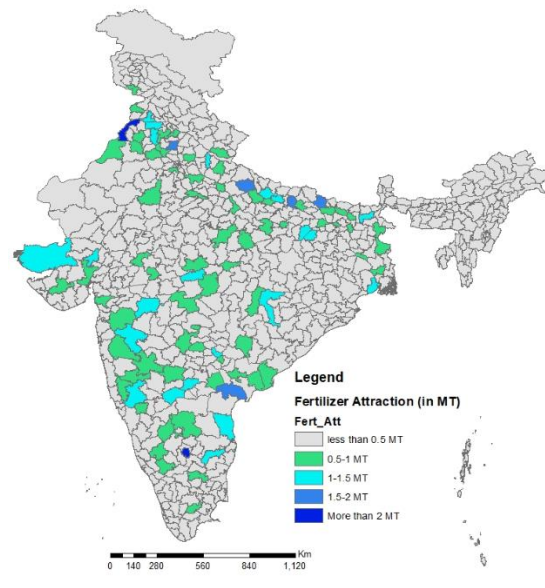 Legend
Fertilizer Attraction (in MT)
Fert_Att
less than 0.5 MT
0.5-1 MT
1-1.5 MT
1.5-2 MT
More than 2 MT
Km
0 140 280 560 840 1,120